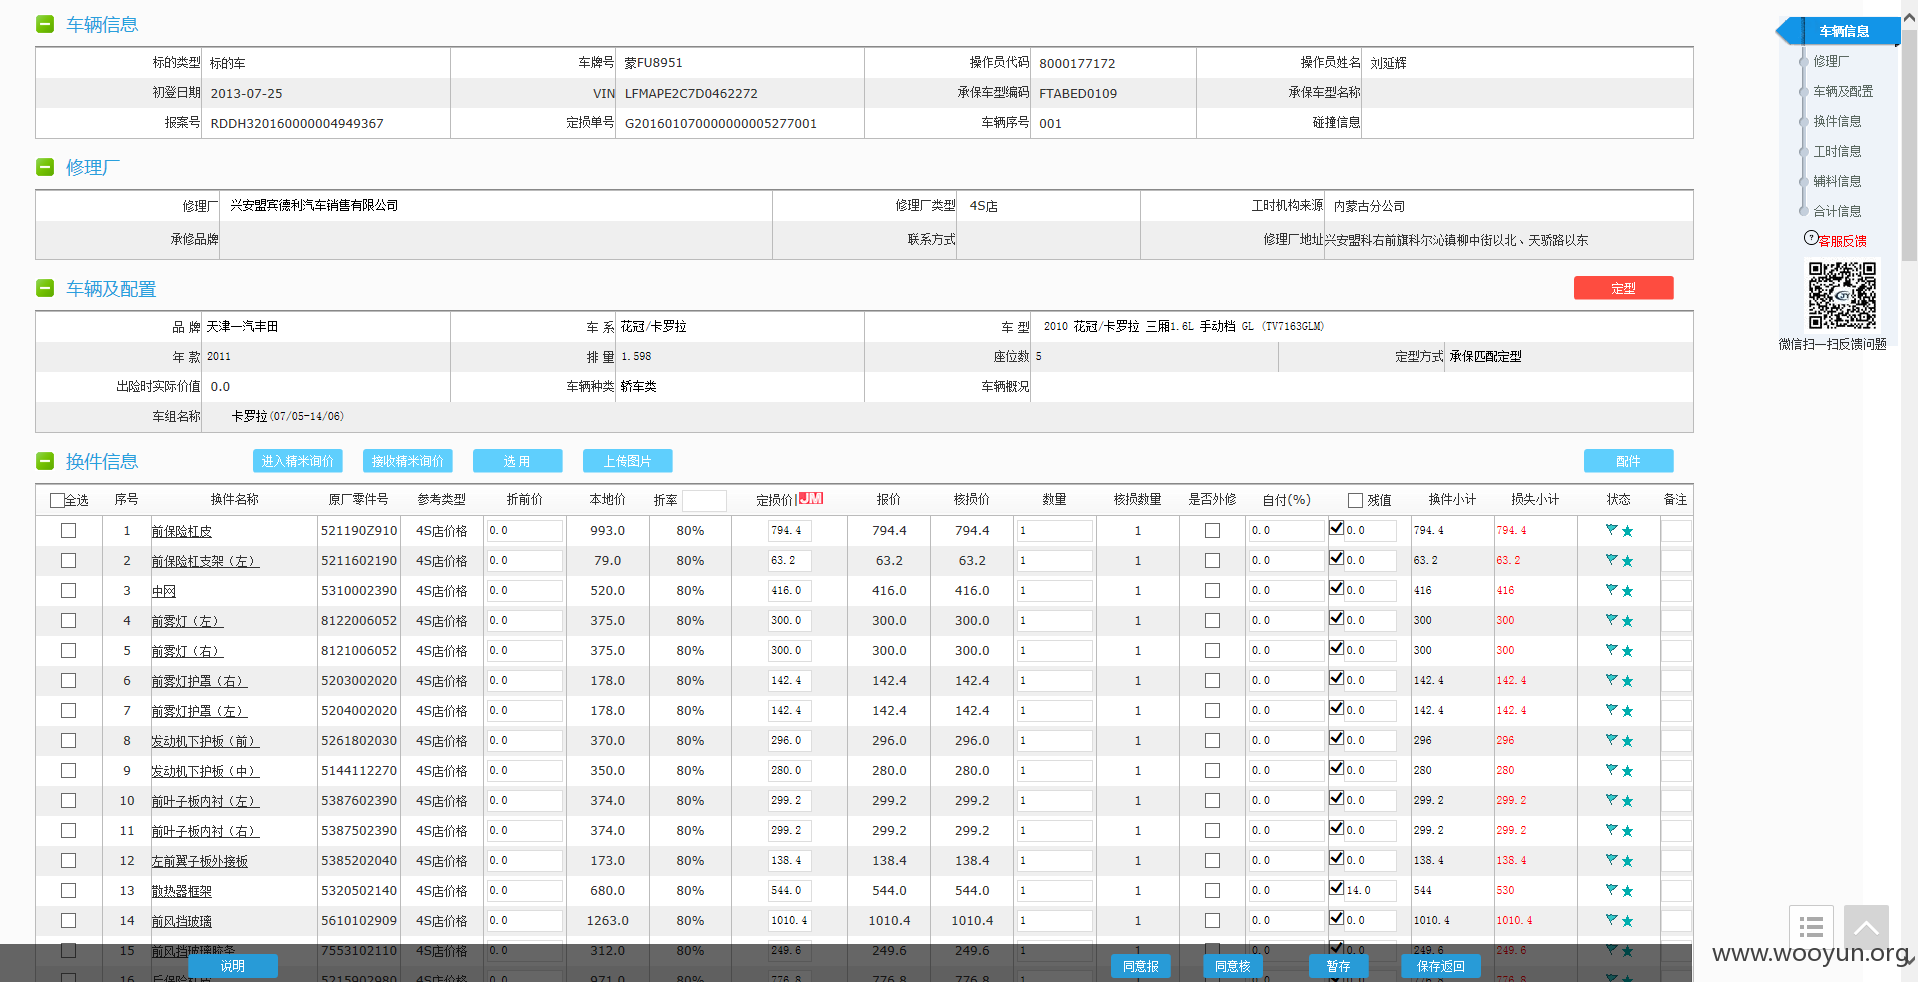 车辆信息
标的类型 标的车 车牌号 蒙FU8951 操作员代码 8000177172 操作员姓名 刘延辉
初登日期 2013-07-25 VIN LFMAPE2C7D0462272 承保车型编码 FTABED0109 承保车型名称
报案号 RDDH320160000004949367 定损单号 G201601070000000005277001 车辆序号 001 碰撞信息
修理厂
修理厂 兴安盟宾德利汽车销售有限公司 修理厂类型 4S店 工时机构来源 内蒙古分公司
承修品牌 联系方式 修理厂地址 兴安盟科右前旗科尔沁镇柳中街以北、天骄路以东
车辆及配置 定型
品 牌 天津一汽丰田 车 系 花冠/卡罗拉 车 型 2010 花冠/卡罗拉 三厢1.6L 手动档 GL (TV7163GLM)
年 款 2011 排 量 1.598 座位数 5 定型方式 承保匹配定型
出险时实际价值 0.0 车辆种类 轿车类 车辆概况
车组名称 卡罗拉(07/05-14/06)
换件信息 进入精米询价 接收精米询价 选 用 上传图片 配件
全选 序号 换件名称 原厂零件号 参考类型 折前价 本地价 折率 定损价|JM 报价 核损价 数量 核损数量 是否外修 自付(%) 残值 换件小计 损失小计 状态 备注
1 前保险杠皮 521190Z910 4S店价格 0.0 993.0 80% 794.4 794.4 794.4 1 1 0.0 0.0 794.4 794.4
2 前保险杠支架（左） 5211602190 4S店价格 0.0 79.0 80% 63.2 63.2 63.2 1 1 0.0 0.0 63.2 63.2
3 中网 5310002390 4S店价格 0.0 520.0 80% 416.0 416.0 416.0 1 1 0.0 0.0 416 416
4 前雾灯（左） 8122006052 4S店价格 0.0 375.0 80% 300.0 300.0 300.0 1 1 0.0 0.0 300 300
5 前雾灯（右） 8121006052 4S店价格 0.0 375.0 80% 300.0 300.0 300.0 1 1 0.0 0.0 300 300
6 前雾灯护罩（右） 5203002020 4S店价格 0.0 178.0 80% 142.4 142.4 142.4 1 1 0.0 0.0 142.4 142.4
7 前雾灯护罩（左） 5204002020 4S店价格 0.0 178.0 80% 142.4 142.4 142.4 1 1 0.0 0.0 142.4 142.4
8 发动机下护板（前） 5261802030 4S店价格 0.0 370.0 80% 296.0 296.0 296.0 1 1 0.0 0.0 296 296
9 发动机下护板（中） 5144112270 4S店价格 0.0 350.0 80% 280.0 280.0 280.0 1 1 0.0 0.0 280 280
10 前叶子板内衬（左） 5387602390 4S店价格 0.0 374.0 80% 299.2 299.2 299.2 1 1 0.0 0.0 299.2 299.2
11 前叶子板内衬（右） 5387502390 4S店价格 0.0 374.0 80% 299.2 299.2 299.2 1 1 0.0 0.0 299.2 299.2
12 左前翼子板外接板 5385202040 4S店价格 0.0 173.0 80% 138.4 138.4 138.4 1 1 0.0 0.0 138.4 138.4
13 散热器框架 5320502140 4S店价格 0.0 680.0 80% 544.0 544.0 544.0 1 1 0.0 14.0 544 530
14 前风挡玻璃 5610102909 4S店价格 0.0 1263.0 80% 1010.4 1010.4 1010.4 1 1 0.0 0.0 1010.4 1010.4
15 前风挡玻璃胶条 7553102110 4S店价格 0.0 312.0 80% 249.6 249.6 249.6 1 1 0.0 0.0 249.6 249.6
16 后保险杠皮 5215902980 4S店价格 0.0 971.0 80% 776.8 776.8 776.8 1 1 0.0 0.0 776.8 776.8
说明 同意报 同意核 暂存 保存返回
车辆信息
修理厂
车辆及配置
换件信息
工时信息
辅料信息
合计信息
?客服反馈
微信扫一扫反馈问题
www.wooyun.org